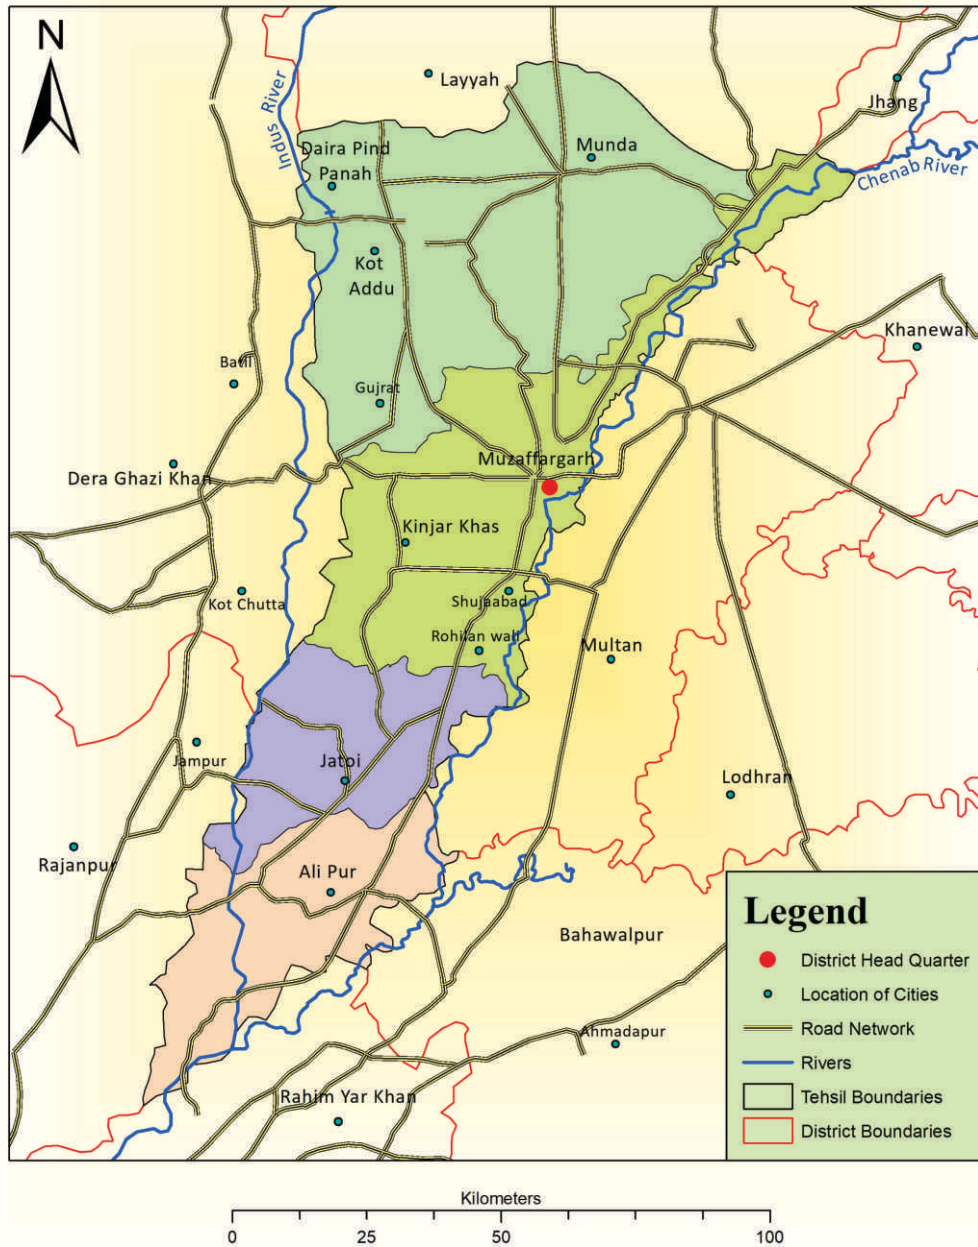 N
Indus River
Layyah
Jhang
Daira Pind
Panah
Munda
Chenab River
Kot
Addu
Khanewal
Batil
Gujrat
Muzaffargarh
Dera Ghazi Khan
Kinjar Khas
Kot Chutta
Shujaabad
Rohilan wali
Multan
Jampur
Jatoi
Lodhran
Rajanpur
Ali Pur
Bahawalpur
Ahmadapur
Rahim Yar Khan
Legend
District Head Quarter
Location of Cities
Road Network
Rivers
Tehsil Boundaries
District Boundaries
Kilometers
0 25 50 100